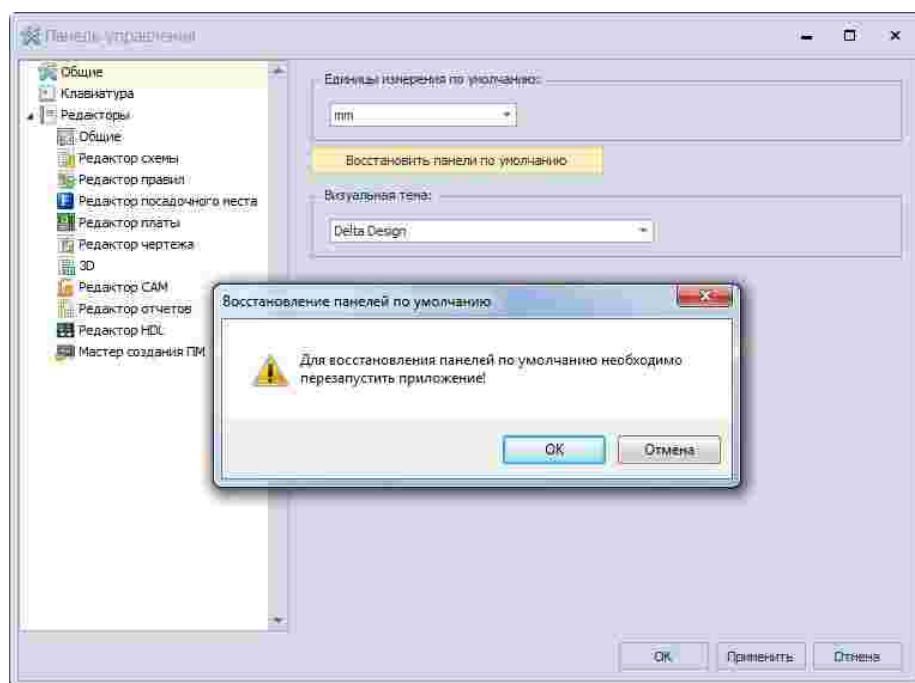 Панель управления
Общие
Клавиатура
Редакторы
Общие
Редактор схемы
Редактор правил
Редактор посадочного места
Редактор платы
Редактор чертежа
3D
Редактор CAM
Редактор отчетов
Редактор HDL
Мастер создания ПМ
Единицы измерения по умолчанию:
mm
Восстановить панели по умолчанию
Визуальная тема:
Delta Design
Восстановление панелей по умолчанию
Для восстановления панелей по умолчанию необходимо
перезапустить приложение!
OK
Отмена
OK
Применить
Отмена